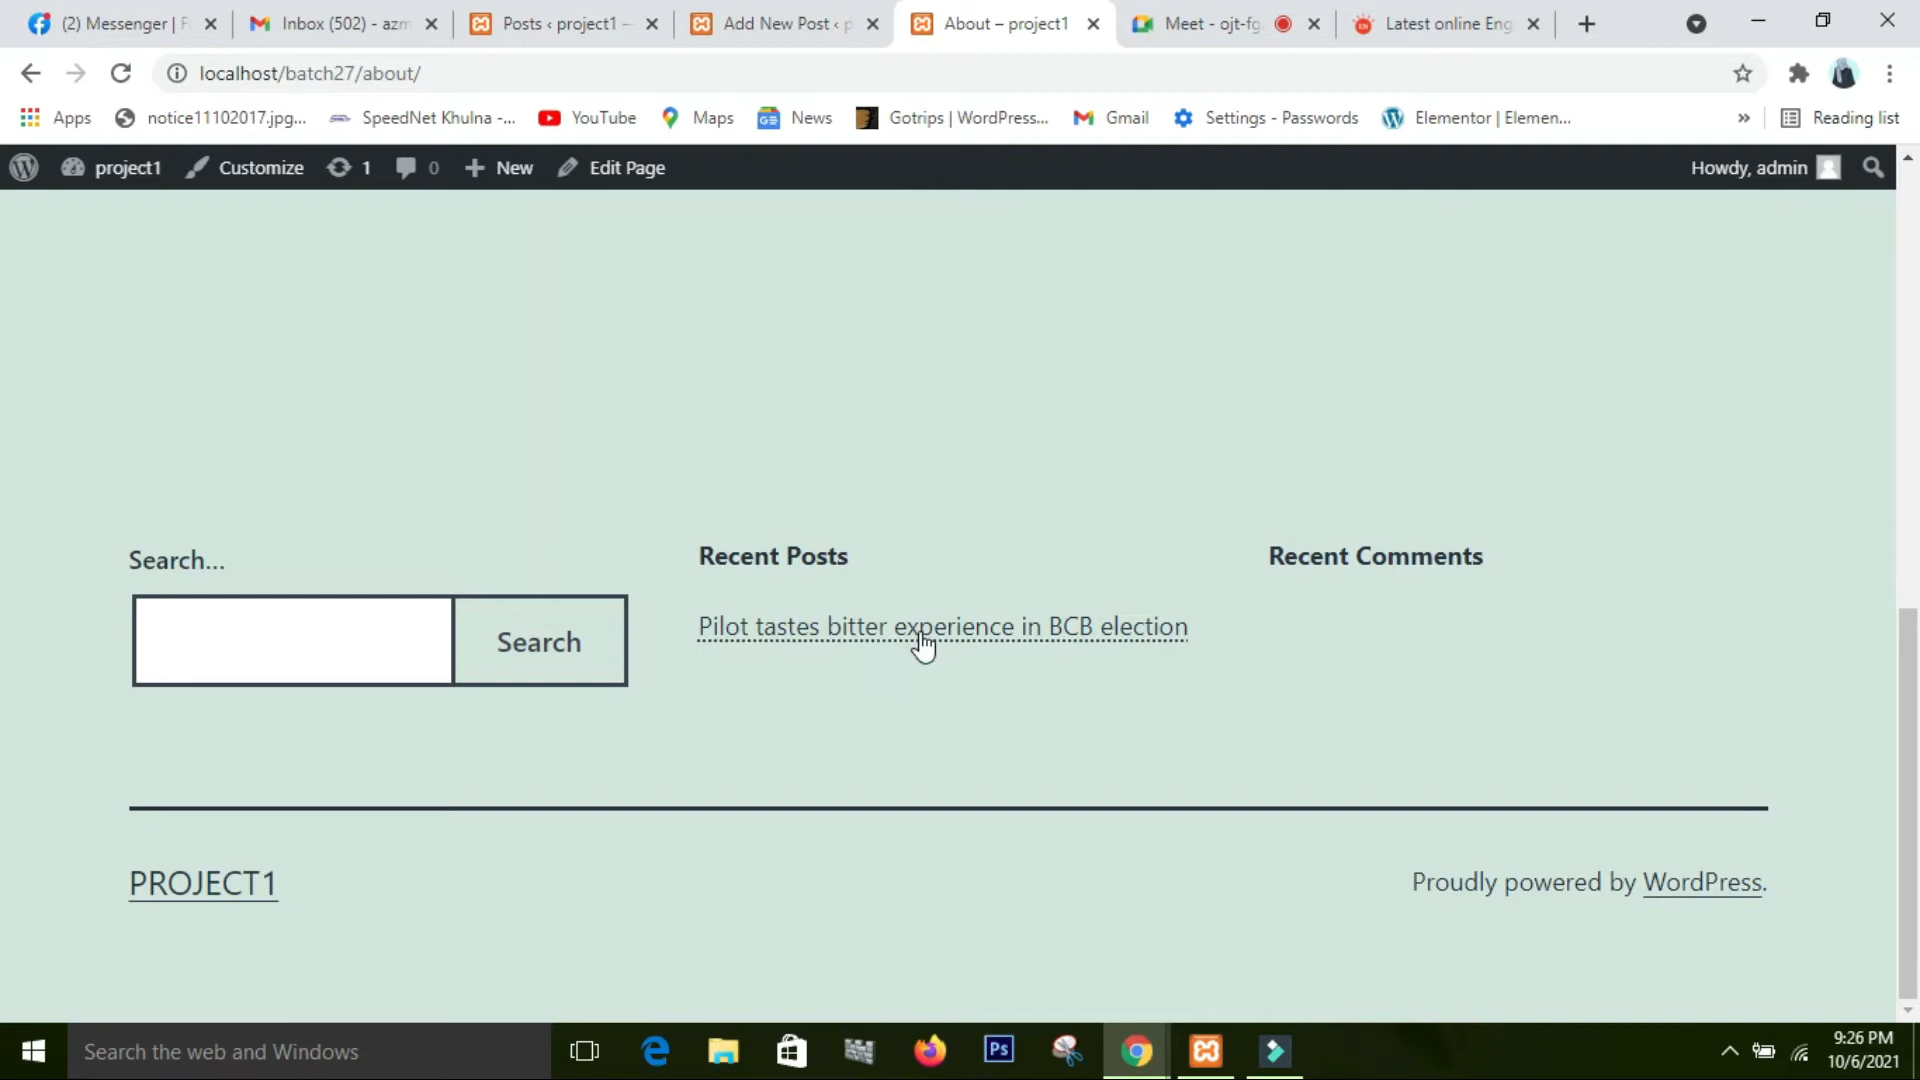 (2) Messenger | F
Inbox (502) - azm
Posts ‹ project1 —
Add New Post ‹ p
About – project1
Meet - ojt-fg
Latest online Eng
localhost/batch27/about/
Apps
notice11102017.jpg...
SpeedNet Khulna -...
YouTube
Maps
News
Gotrips | WordPress...
Gmail
Settings - Passwords
Elementor | Elemen...
»
Reading list
project1
Customize
1
0
New
Edit Page
Howdy, admin
Search...
Recent Posts
Recent Comments
Pilot tastes bitter experience in BCB election
Search
PROJECT1
Proudly powered by WordPress.
Search the web and Windows
Ps
9:26 PM
10/6/2021